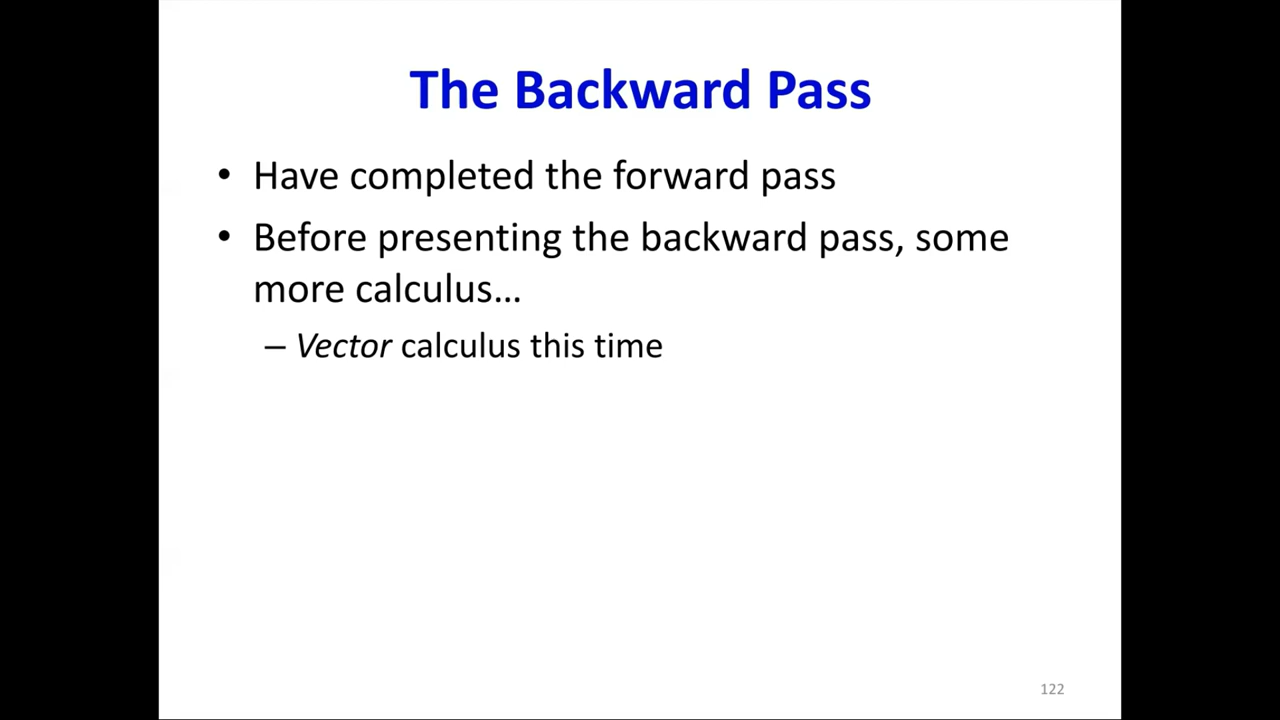 The Backward Pass
• Have completed the forward pass
• Before presenting the backward pass, some
more calculus…
– Vector calculus this time
122